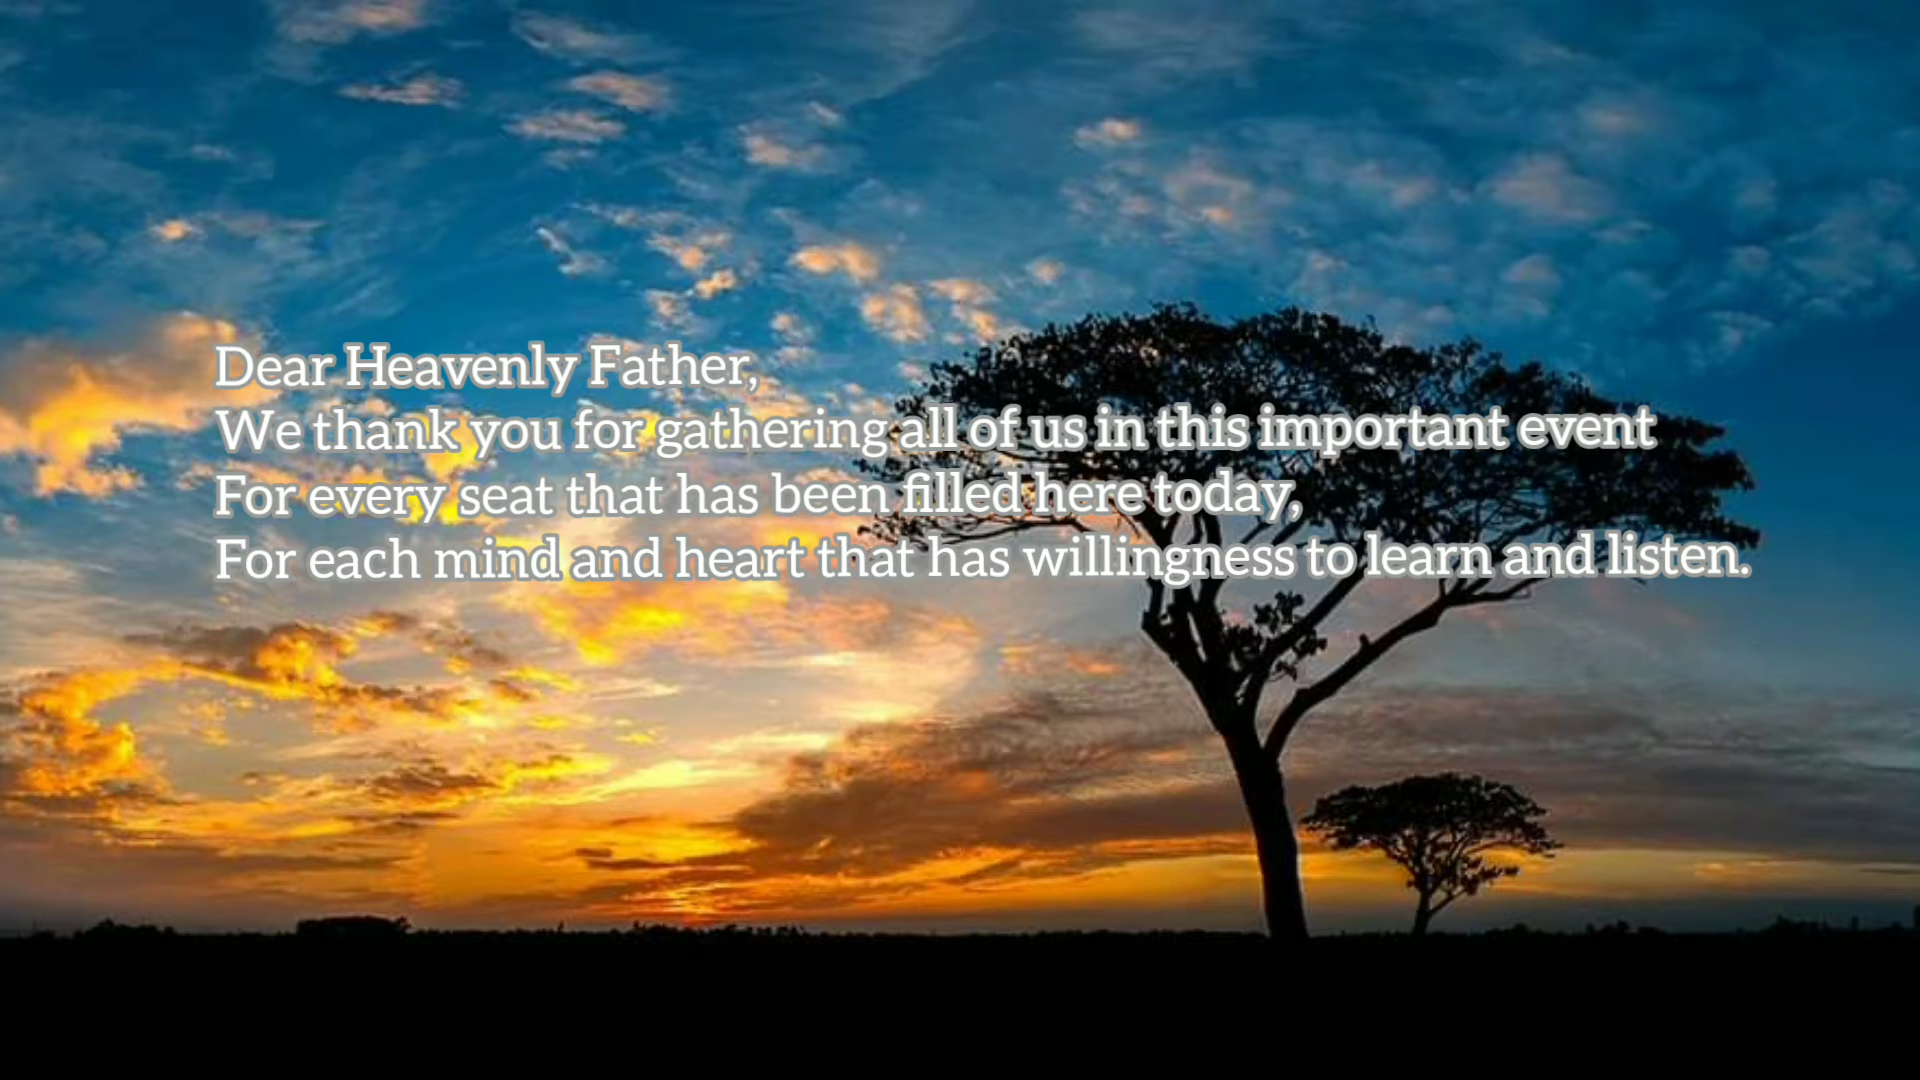 Dear Heavenly Father,
We thank you for gathering all of us in this important event
For every seat that has been filled here today,
For each mind and heart that has willingness to learn and listen.